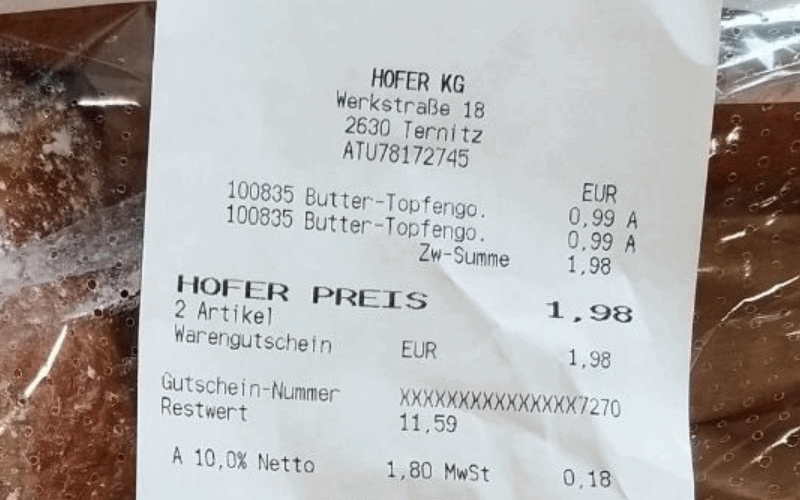 HOFER KG
Werkstraße 18
2630 Ternitz
ATU78172745
EUR
100835 Butter-Topfengo. 0,99 A
100835 Butter-Topfengo. 0,99 A
Zw-Summe 1,98
HOFER PREIS 1,98
2 Artikel
Warengutschein EUR 1,98
Gutschein-Nummer XXXXXXXXXXXXXXX7270
Restwert 11,59
A 10,0% Netto 1,80 MwSt 0,18